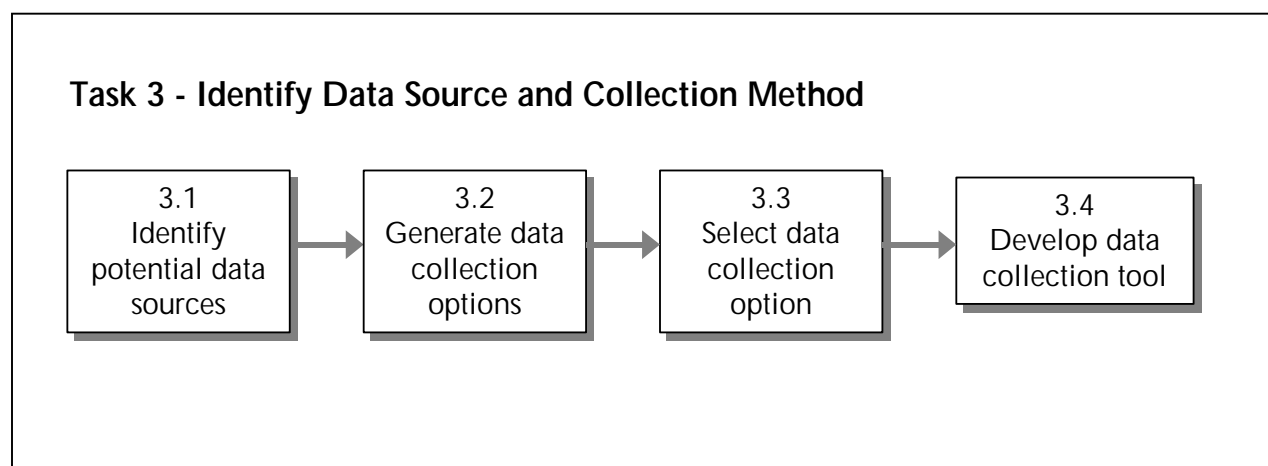 Task 3 - Identify Data Source and Collection Method
3.1
Identify
potential data
sources
3.2
Generate data
collection
options
3.3
Select data
collection
option
3.4
Develop data
collection tool